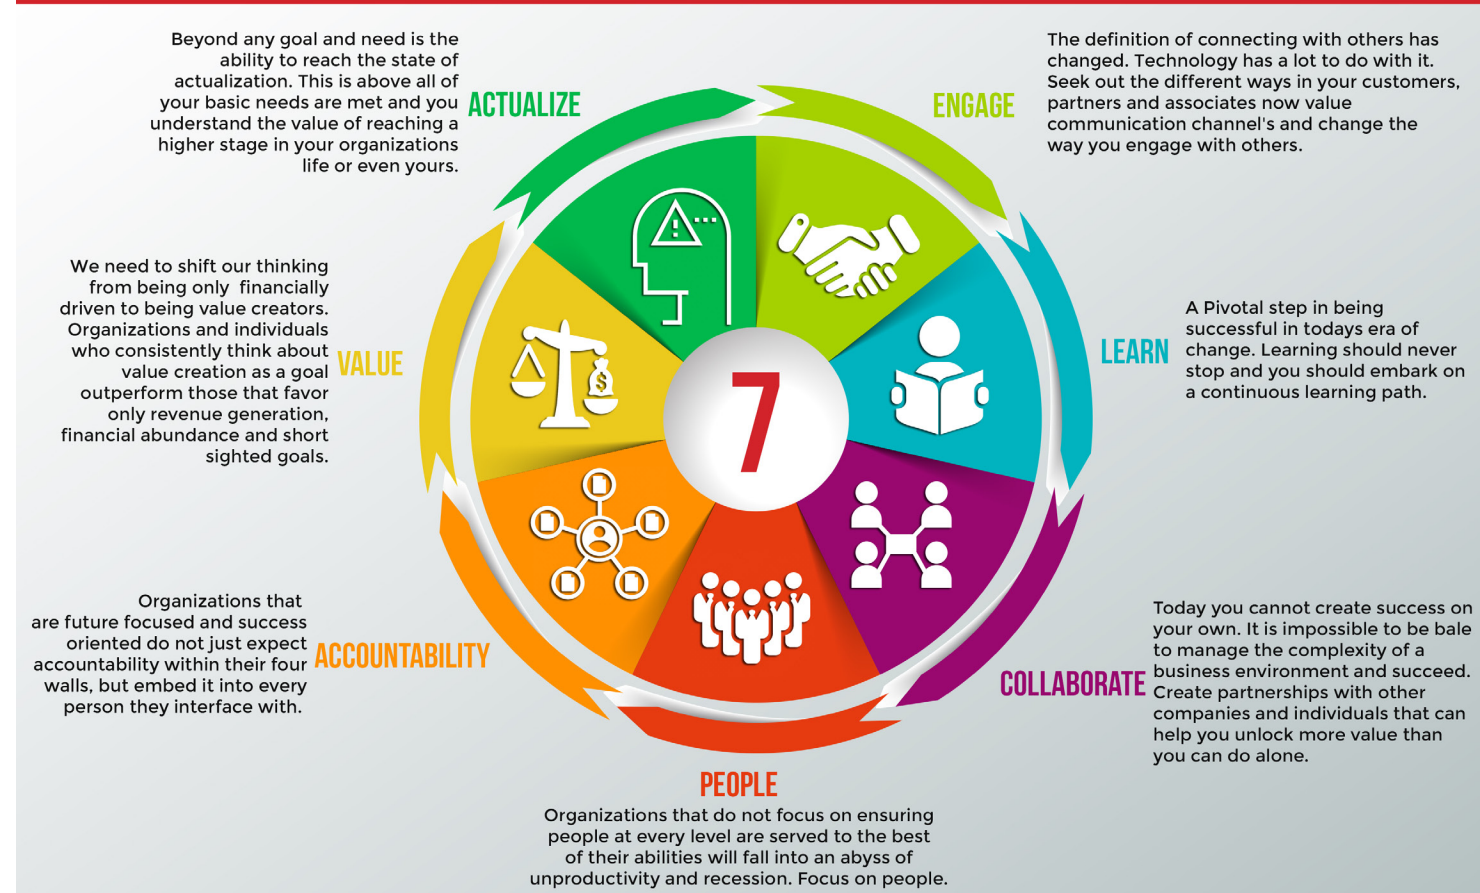 Beyond any goal and need is the
ability to reach the state of
actualization. This is above all of
your basic needs are met and you
understand the value of reaching a
higher stage in your organizations
life or even yours.
ACTUALIZE
ENGAGE
The definition of connecting with others has
changed. Technology has a lot to do with it.
Seek out the different ways in your customers,
partners and associates now value
communication channel's and change the
way you engage with others.
We need to shift our thinking
from being only financially
driven to being value creators.
Organizations and individuals
who consistently think about
value creation as a goal
outperform those that favor
only revenue generation,
financial abundance and short
sighted goals.
VALUE
LEARN
A Pivotal step in being
successful in todays era of
change. Learning should never
stop and you should embark on
a continuous learning path.
$
7
Organizations that
are future focused and success
oriented do not just expect
accountability within their four
walls, but embed it into every
person they interface with.
ACCOUNTABILITY
COLLABORATE
Today you cannot create success on
your own. It is impossible to be bale
to manage the complexity of a
business environment and succeed.
Create partnerships with other
companies and individuals that can
help you unlock more value than
you can do alone.
PEOPLE
Organizations that do not focus on ensuring
people at every level are served to the best
of their abilities will fall into an abyss of
unproductivity and recession. Focus on people.